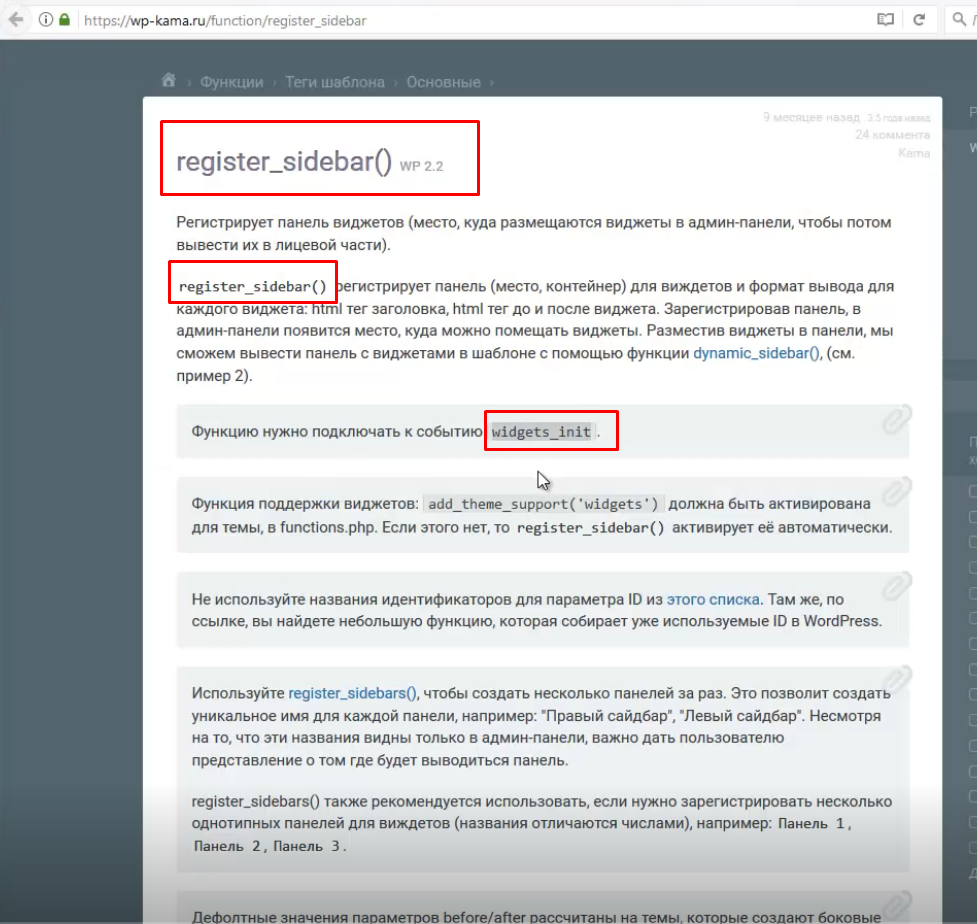 https://wp-kama.ru/function/register_sidebar
Функции › Теги шаблона › Основные ›
9 месяцев назад 3.5 года назад
24 коммента
Kama
register_sidebar() WP 2.2
Регистрирует панель виджетов (место, куда размещаются виджеты в админ-панели, чтобы потом
вывести их в лицевой части).
register_sidebar() регистрирует панель (место, контейнер) для виждетов и формат вывода для
каждого виджета: html тег заголовка, html тег до и после виджета. Зарегистрировав панель, в
админ-панели появится место, куда можно помещать виджеты. Разместив виджеты в панели, мы
сможем вывести панель с виджетами в шаблоне с помощью функции dynamic_sidebar(), (см.
пример 2).
Функцию нужно подключать к событию widgets_init .
Функция поддержки виджетов: add_theme_support('widgets') должна быть активирована
для темы, в functions.php. Если этого нет, то register_sidebar() активирует её автоматически.
Не используйте названия идентификаторов для параметра ID из этого списка. Там же, по
ссылке, вы найдете небольшую функцию, которая собирает уже используемые ID в WordPress.
Используйте register_sidebars(), чтобы создать несколько панелей за раз. Это позволит создать
уникальное имя для каждой панели, например: "Правый сайдбар", "Левый сайдбар". Несмотря
на то, что эти названия видны только в админ-панели, важно дать пользователю
представление о том где будет выводиться панель.
register_sidebars() также рекомендуется использовать, если нужно зарегистрировать несколько
однотипных панелей для виждетов (названия отличаются числами), например: Панель 1,
Панель 2, Панель 3.
Дефолтные значения параметров before/after рассчитаны на темы, которые создают боковые